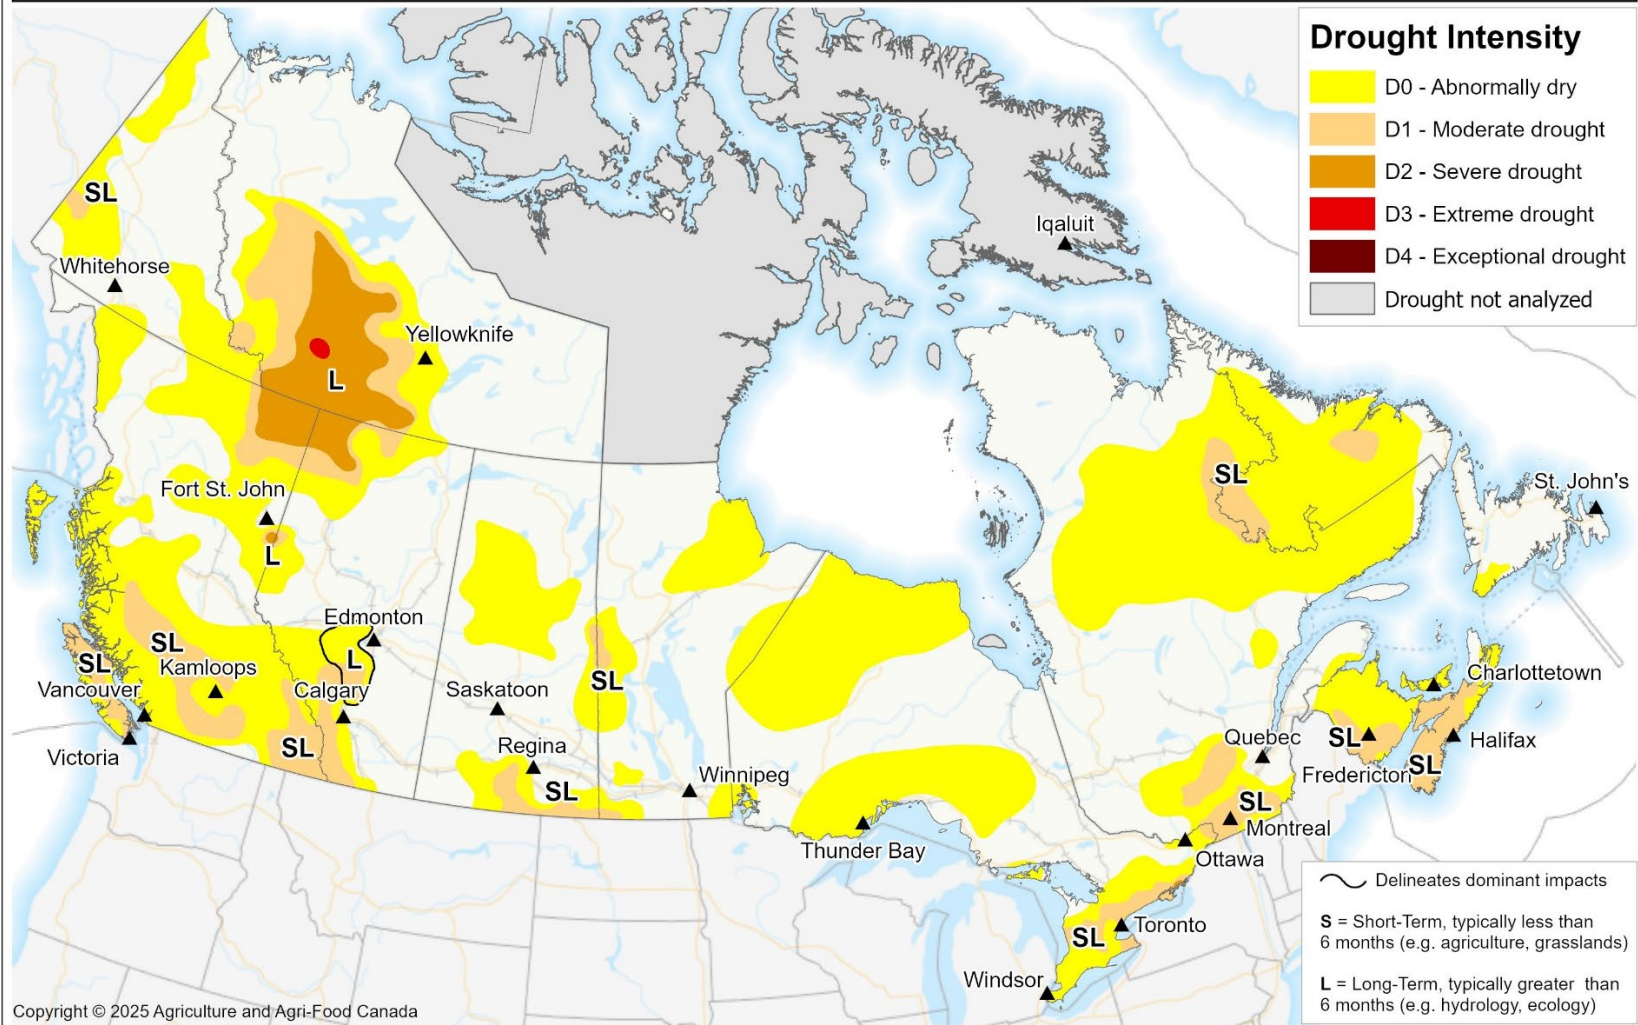 Drought Intensity
D0 - Abnormally dry
D1 - Moderate drought
D2 - Severe drought
D3 - Extreme drought
D4 - Exceptional drought
Drought not analyzed
SL
Iqaluit
Whitehorse
Yellowknife
L
SL
St. John's
Fort St. John
L
Edmonton
SL
L
SL
Kamloops
Charlottetown
SL
Vancouver
Calgary
Saskatoon
Quebec
SL
Halifax
Victoria
SL
Regina
SL
Winnipeg
Fredericton
SL
SL
Montreal
Thunder Bay
Ottawa
Toronto
SL
Windsor
Delineates dominant impacts
S = Short-Term, typically less than
6 months (e.g. agriculture, grasslands)
L = Long-Term, typically greater than
6 months (e.g. hydrology, ecology)
Copyright © 2025 Agriculture and Agri-Food Canada